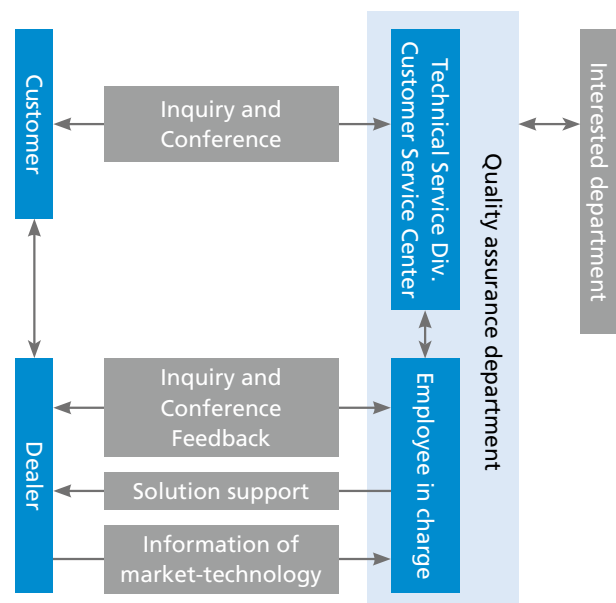 Customer
Inquiry and
Conference
Technical Service Div.
Customer Service Center
Quality assurance department
Interested department
Dealer
Inquiry and
Conference
Feedback
Solution support
Information of
market-technology
Employee in charge